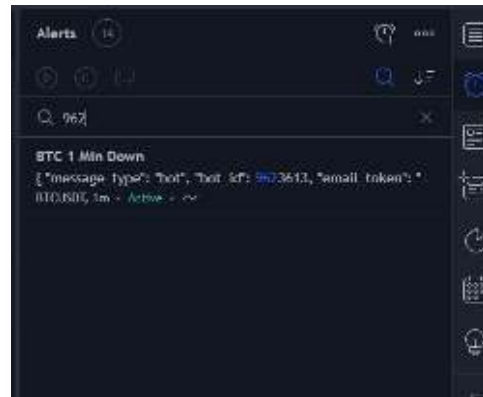 Alerts 14
962
BTC 1 Min Down
{ "message_type": "bot", "bot_id": 9623613, "email_token": "
BTCUSDT, 1m - Active -